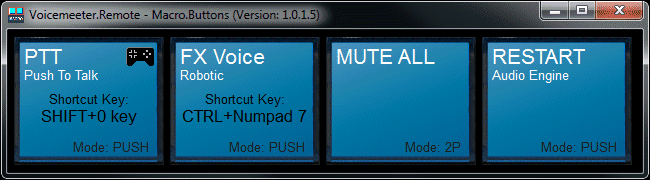 Voicemeeter.Remote - Macro.Buttons (Version: 1.0.1.5)
MACRO
PTT
Push To Talk
Shortcut Key:
SHIFT+0 key
Mode: PUSH
FX Voice
Robotic
Shortcut Key:
CTRL+Numpad 7
Mode: PUSH
MUTE ALL
Mode: 2P
RESTART
Audio Engine
Mode: PUSH